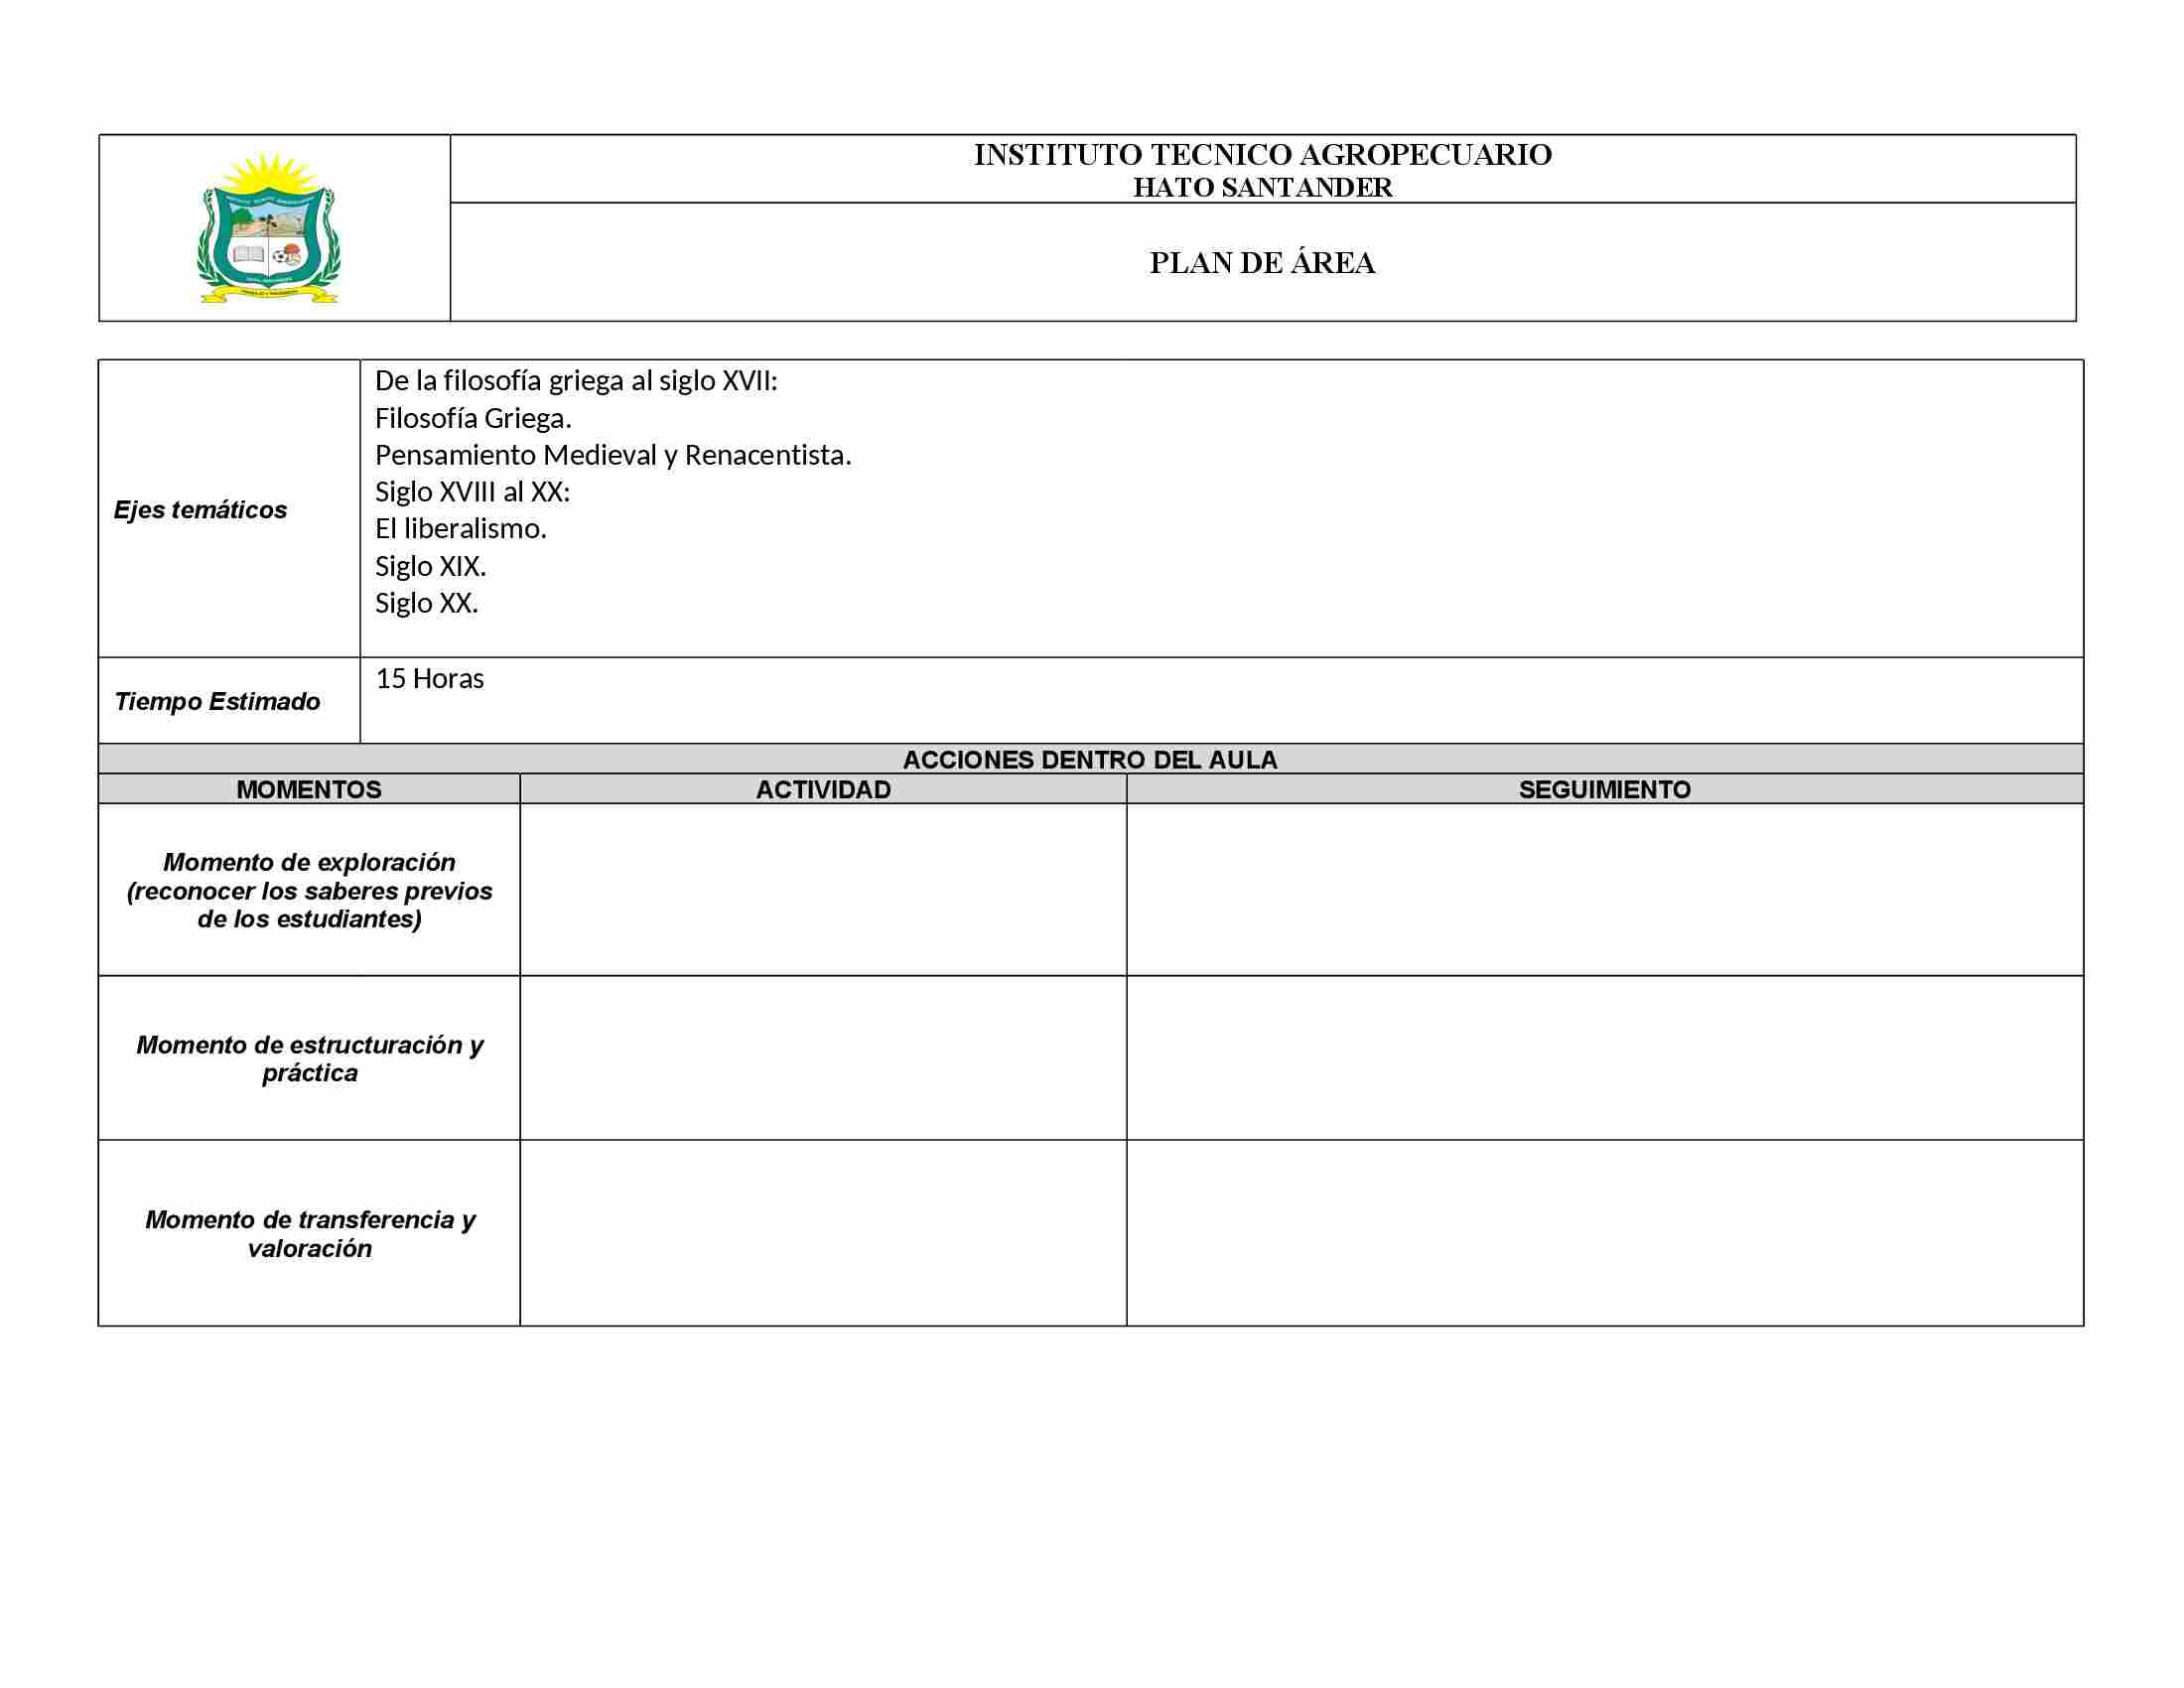 INSTITUTO TECNICO AGROPECUARIO
HATO SANTANDER
PLAN DE ÁREA
Ejes temáticos
De la filosofía griega al siglo XVII:
Filosofía Griega.
Pensamiento Medieval y Renacentista.
Siglo XVIII al XX:
El liberalismo.
Siglo XIX.
Siglo XX.
Tiempo Estimado
15 Horas
ACCIONES DENTRO DEL AULA
MOMENTOS
ACTIVIDAD
SEGUIMIENTO
Momento de exploración
(reconocer los saberes previos
de los estudiantes)
Momento de estructuración y
práctica
Momento de transferencia y
valoración